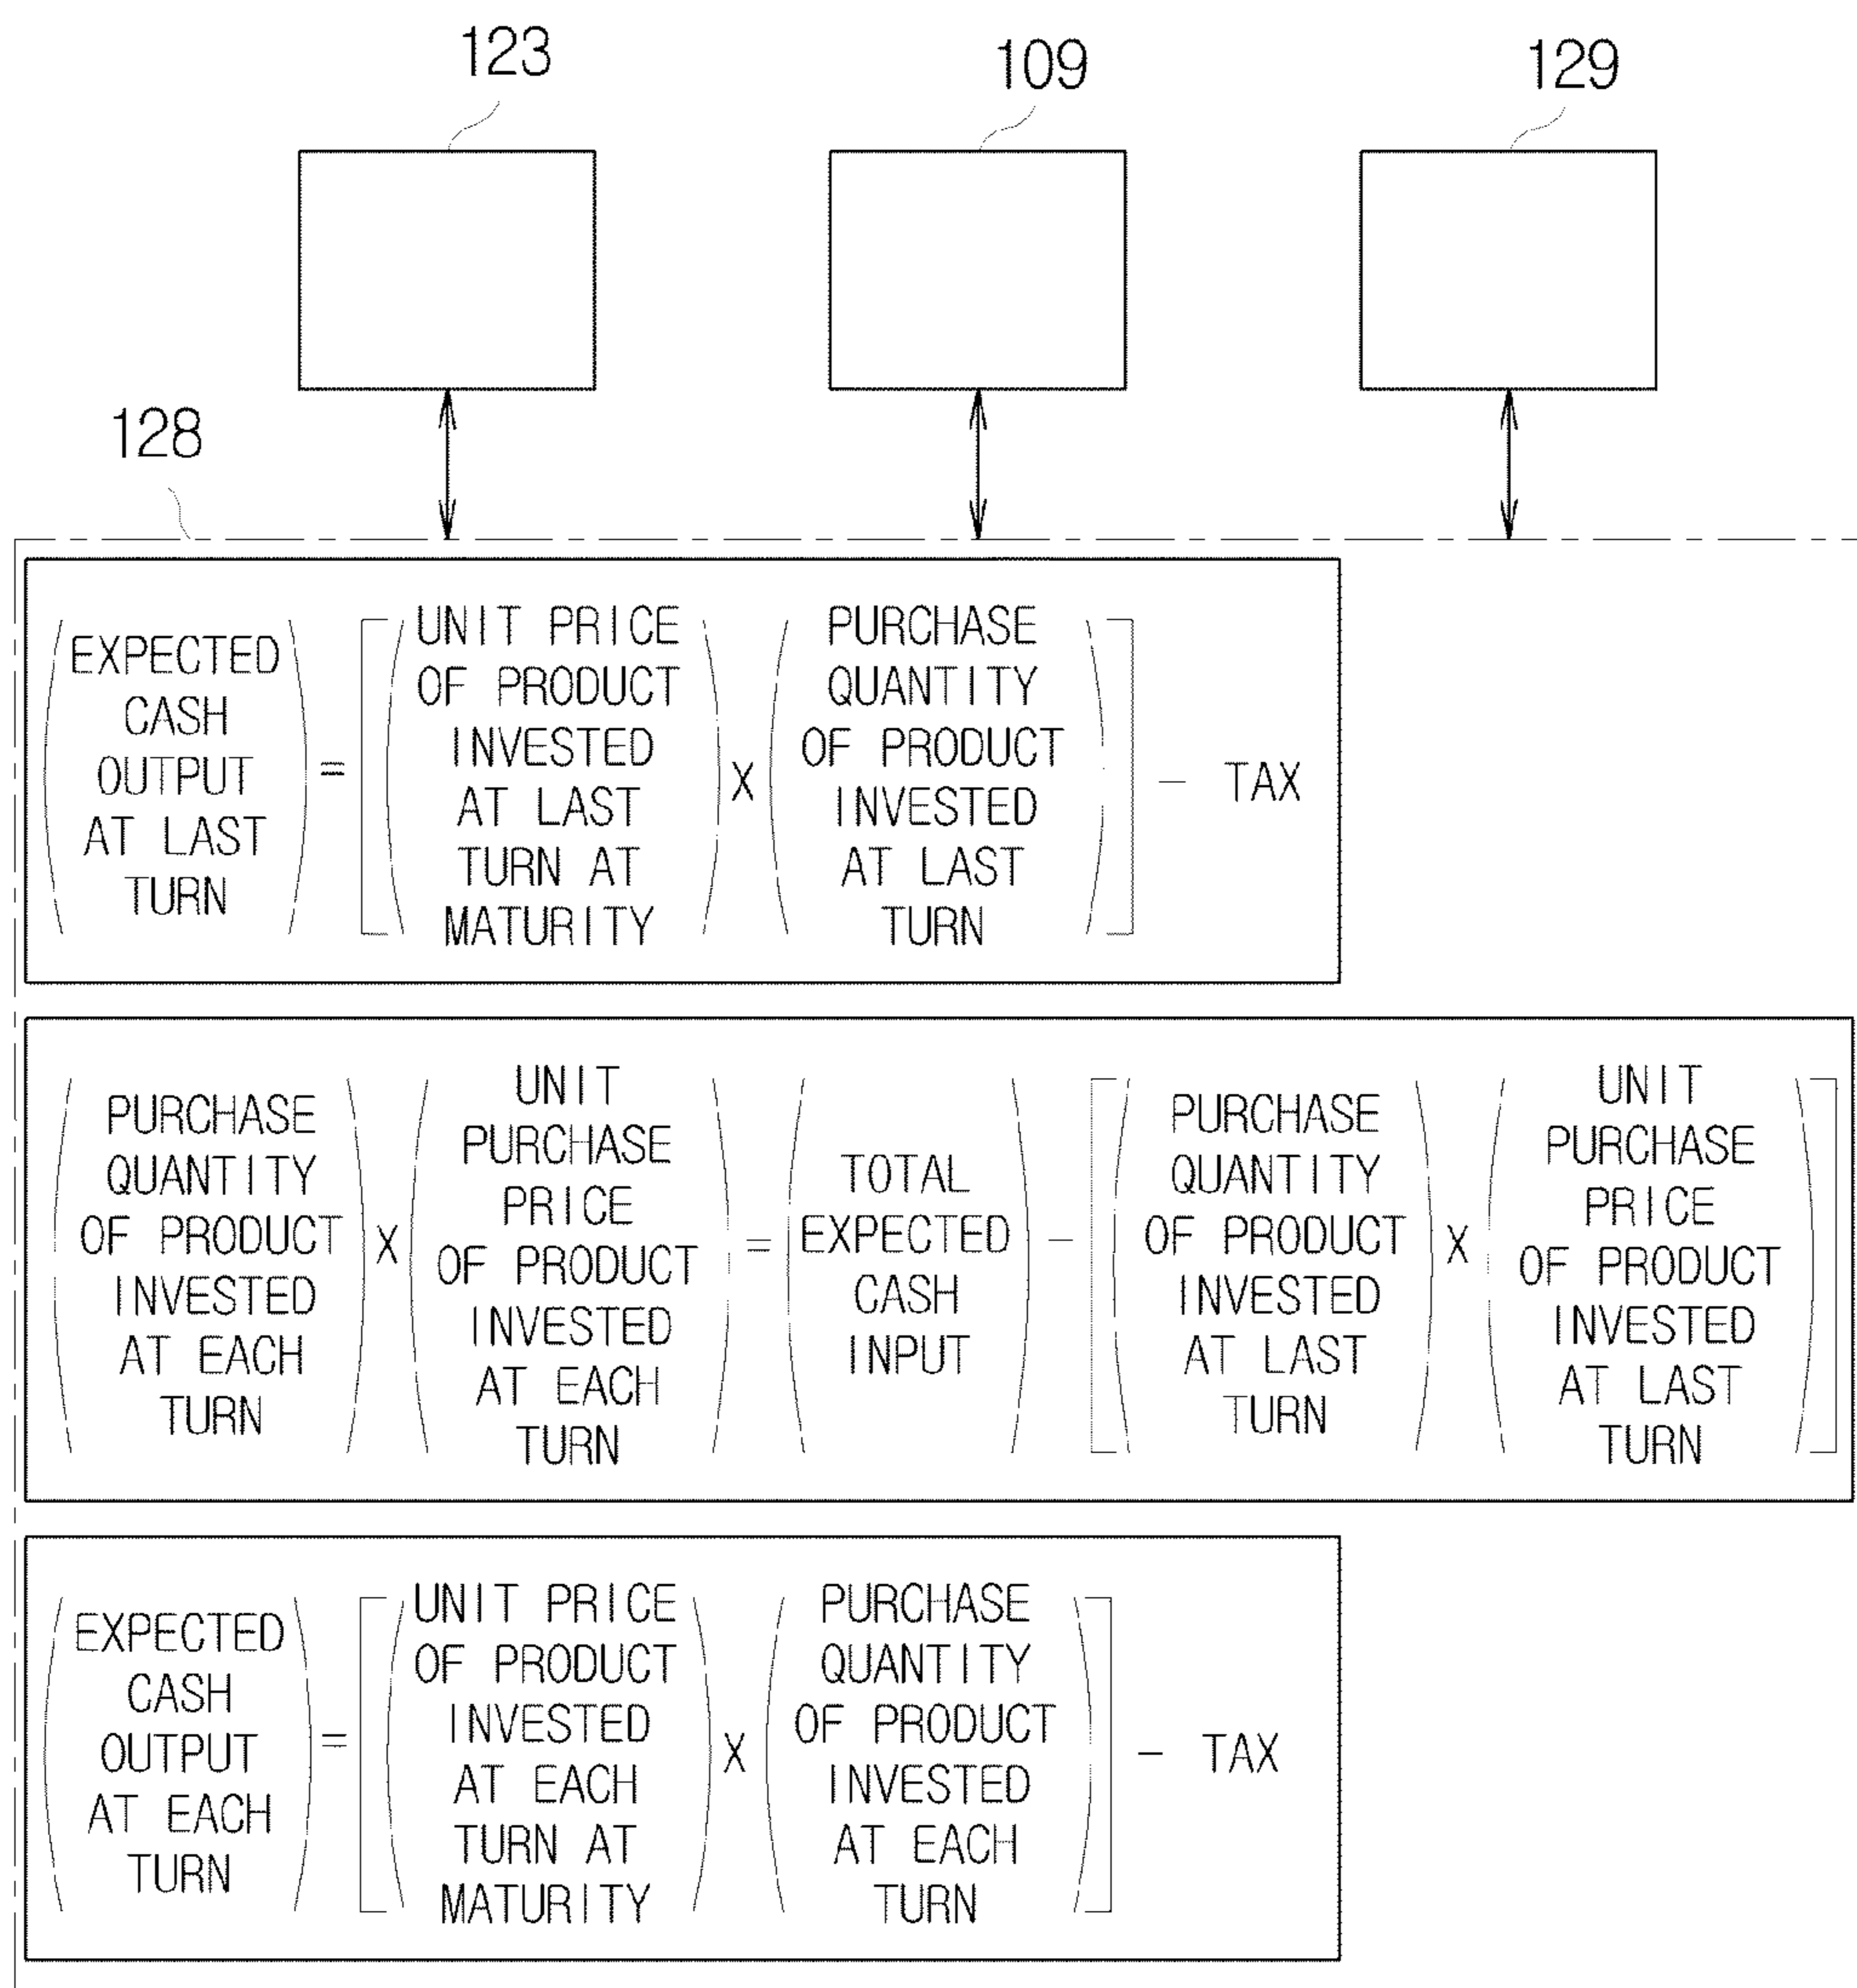 123
109
129
128
EXPECTED
CASH
OUTPUT
AT LAST
TURN
=
UNIT PRICE
OF PRODUCT
INVESTED
AT LAST
TURN AT
MATURITY
X
PURCHASE
QUANTITY
OF PRODUCT
INVESTED
AT LAST
TURN
- TAX
PURCHASE
QUANTITY
OF PRODUCT
INVESTED
AT EACH
TURN
X
UNIT
PURCHASE
PRICE
OF PRODUCT
INVESTED
AT EACH
TURN
=
TOTAL
EXPECTED
CASH
INPUT
-
PURCHASE
QUANTITY
OF PRODUCT
INVESTED
AT LAST
TURN
X
UNIT
PURCHASE
PRICE
OF PRODUCT
INVESTED
AT LAST
TURN
EXPECTED
CASH
OUTPUT
AT EACH
TURN
=
UNIT PRICE
OF PRODUCT
INVESTED
AT EACH
TURN AT
MATURITY
X
PURCHASE
QUANTITY
OF PRODUCT
INVESTED
AT EACH
TURN
- TAX